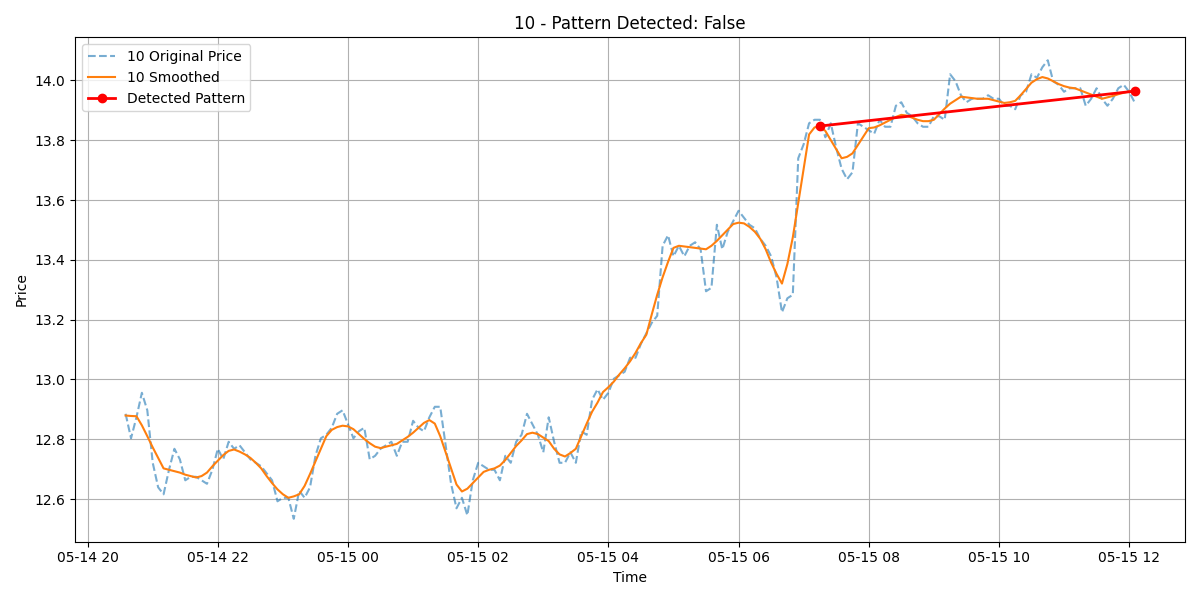 10 - Pattern Detected: False
10 Original Price
10 Smoothed
Detected Pattern
Price
14.0
13.8
13.6
13.4
13.2
13.0
12.8
12.6
05-14 20
05-14 22
05-15 00
05-15 02
05-15 04
05-15 06
05-15 08
05-15 10
05-15 12
Time